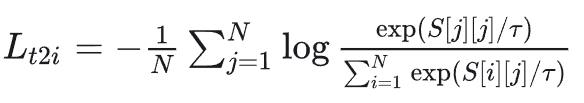 L_{t2i} = -\frac{1}{N} \sum_{j=1}^{N} \log \frac{\exp(S[j][j]/\tau)}{\sum_{i=1}^{N} \exp(S[i][j]/\tau)}